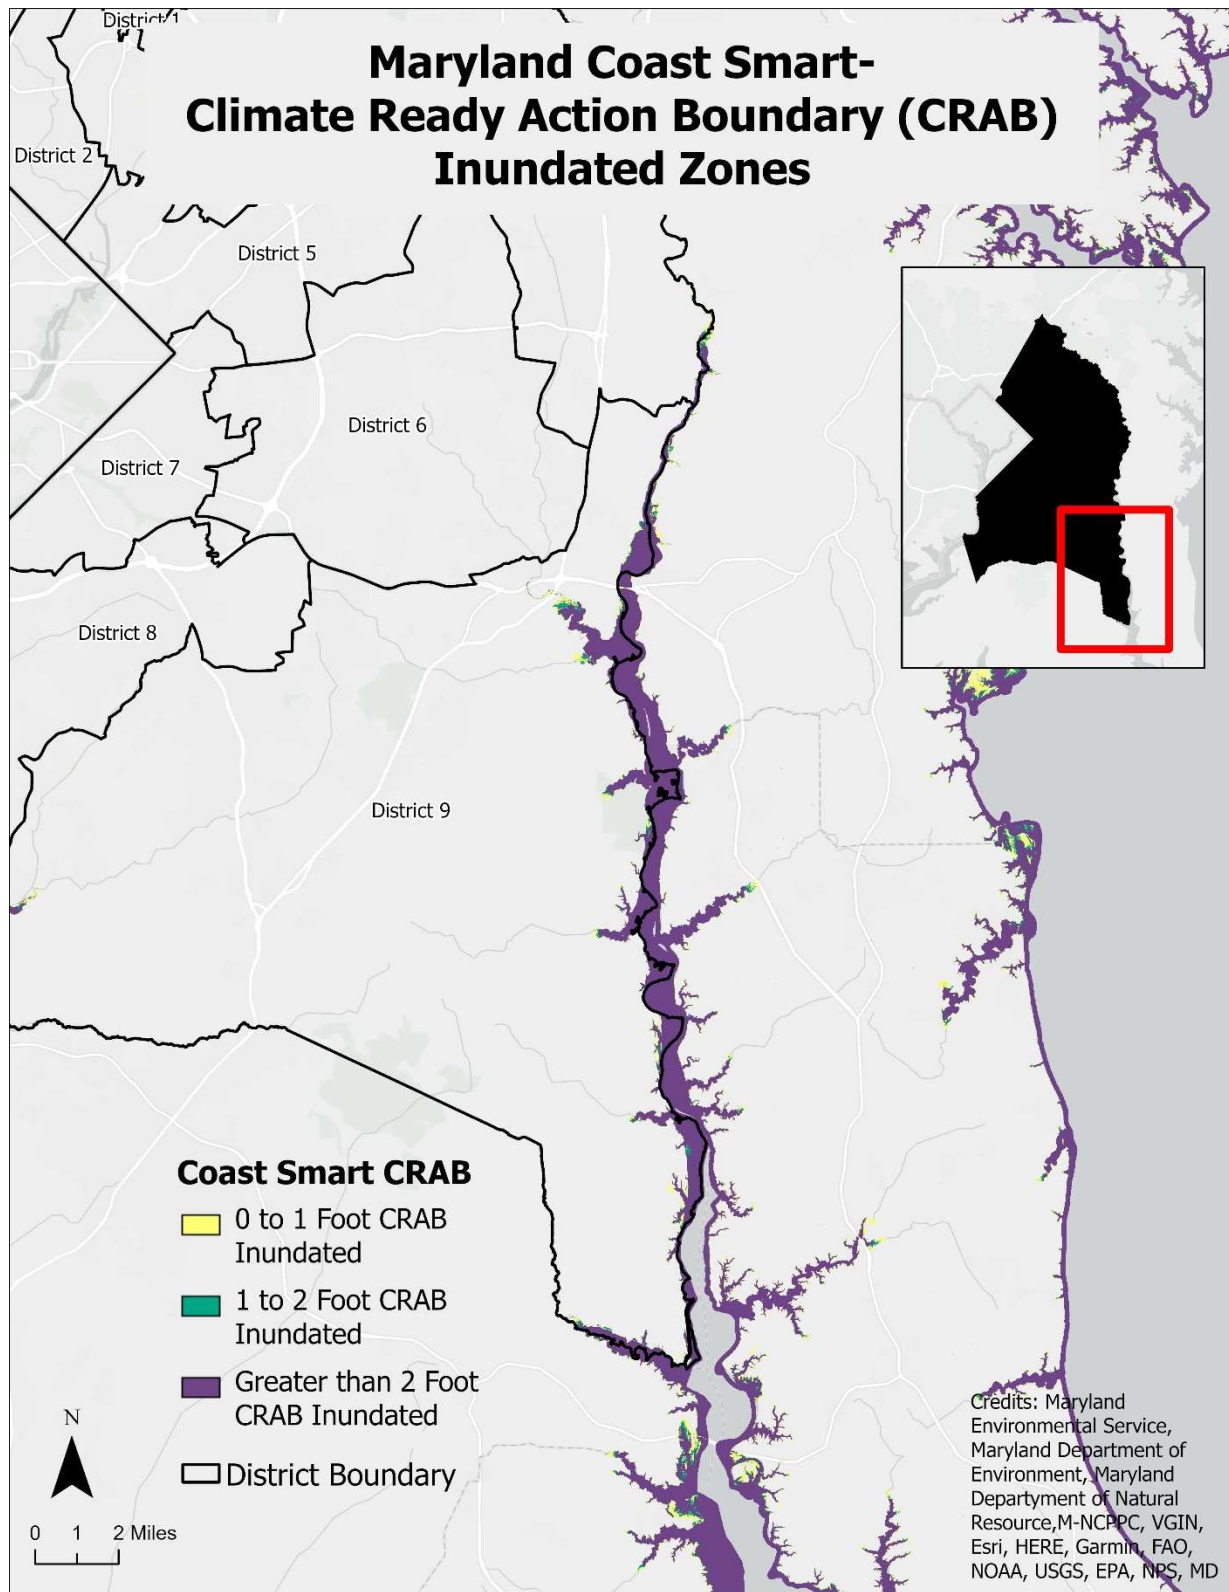 District 1
Maryland Coast Smart-
Climate Ready Action Boundary (CRAB)
Inundated Zones
District 2
District 5
District 6
District 7
District 8
District 9
Coast Smart CRAB
0 to 1 Foot CRAB
Inundated
1 to 2 Foot CRAB
Inundated
Greater than 2 Foot
CRAB Inundated
District Boundary
N
0 1 2 Miles
Credits: Maryland
Environmental Service,
Maryland Department of
Environment, Maryland
Departyment of Natural
Resource,M-NCPPC, VGIN,
Esri, HERE, Garmin, FAO,
NOAA, USGS, EPA, NPS, MD